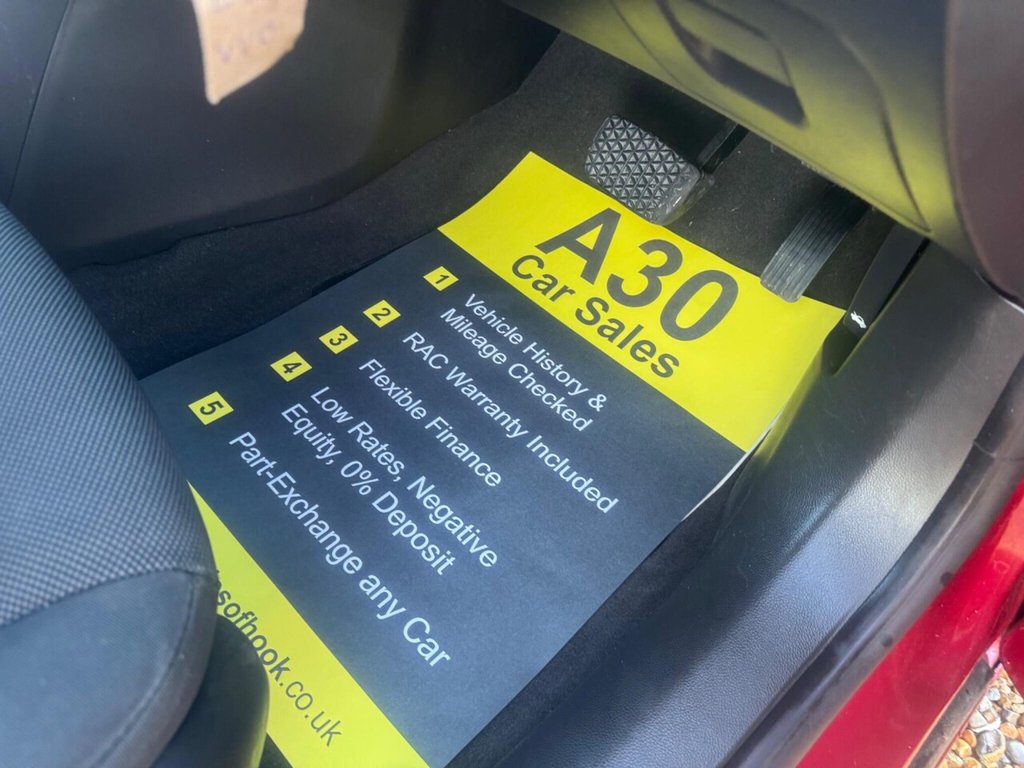 A30
Car Sales
1 Vehicle History &
Mileage Checked
2 RAC Warranty Included
3 Flexible Finance
4 Low Rates, Negative
Equity, 0% Deposit
5 Part-Exchange any Car
sofhook.co.uk